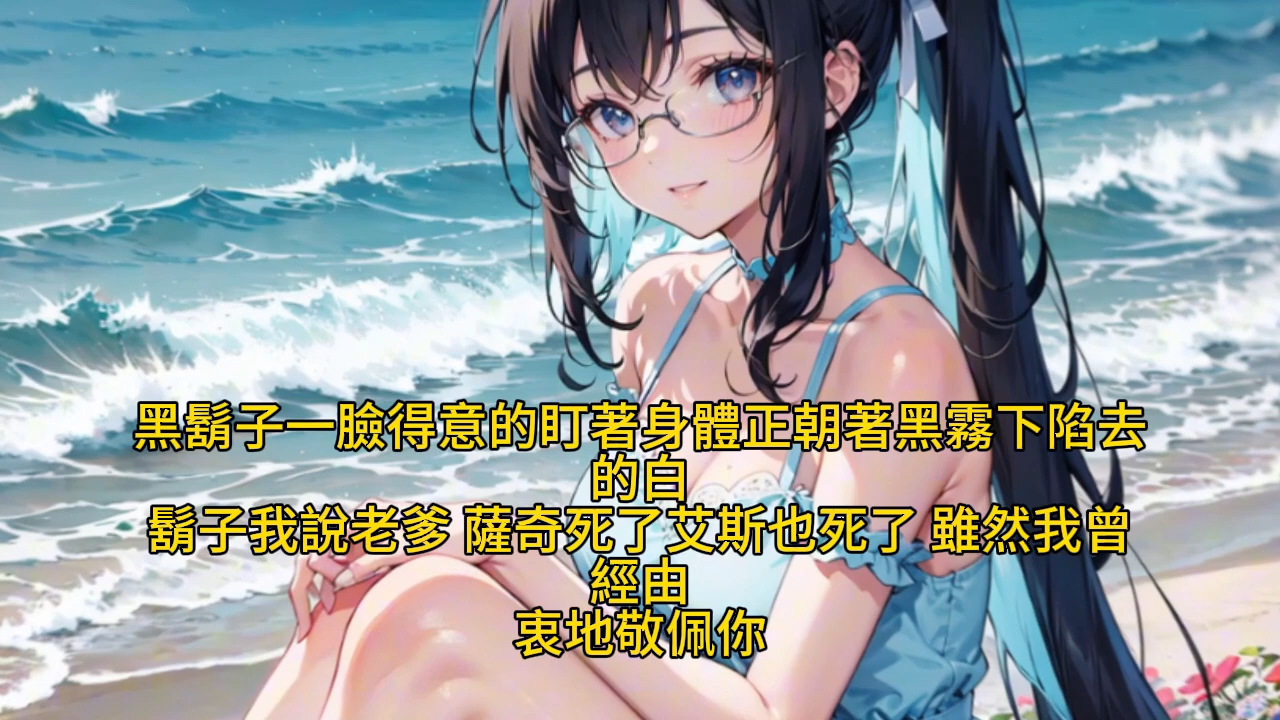 黑鬍子一臉得意的盯著身體正朝著黑霧下陷去
的白
鬍子我說老爹 薩奇死了艾斯也死了 雖然我曾
經由
衷地敬佩你